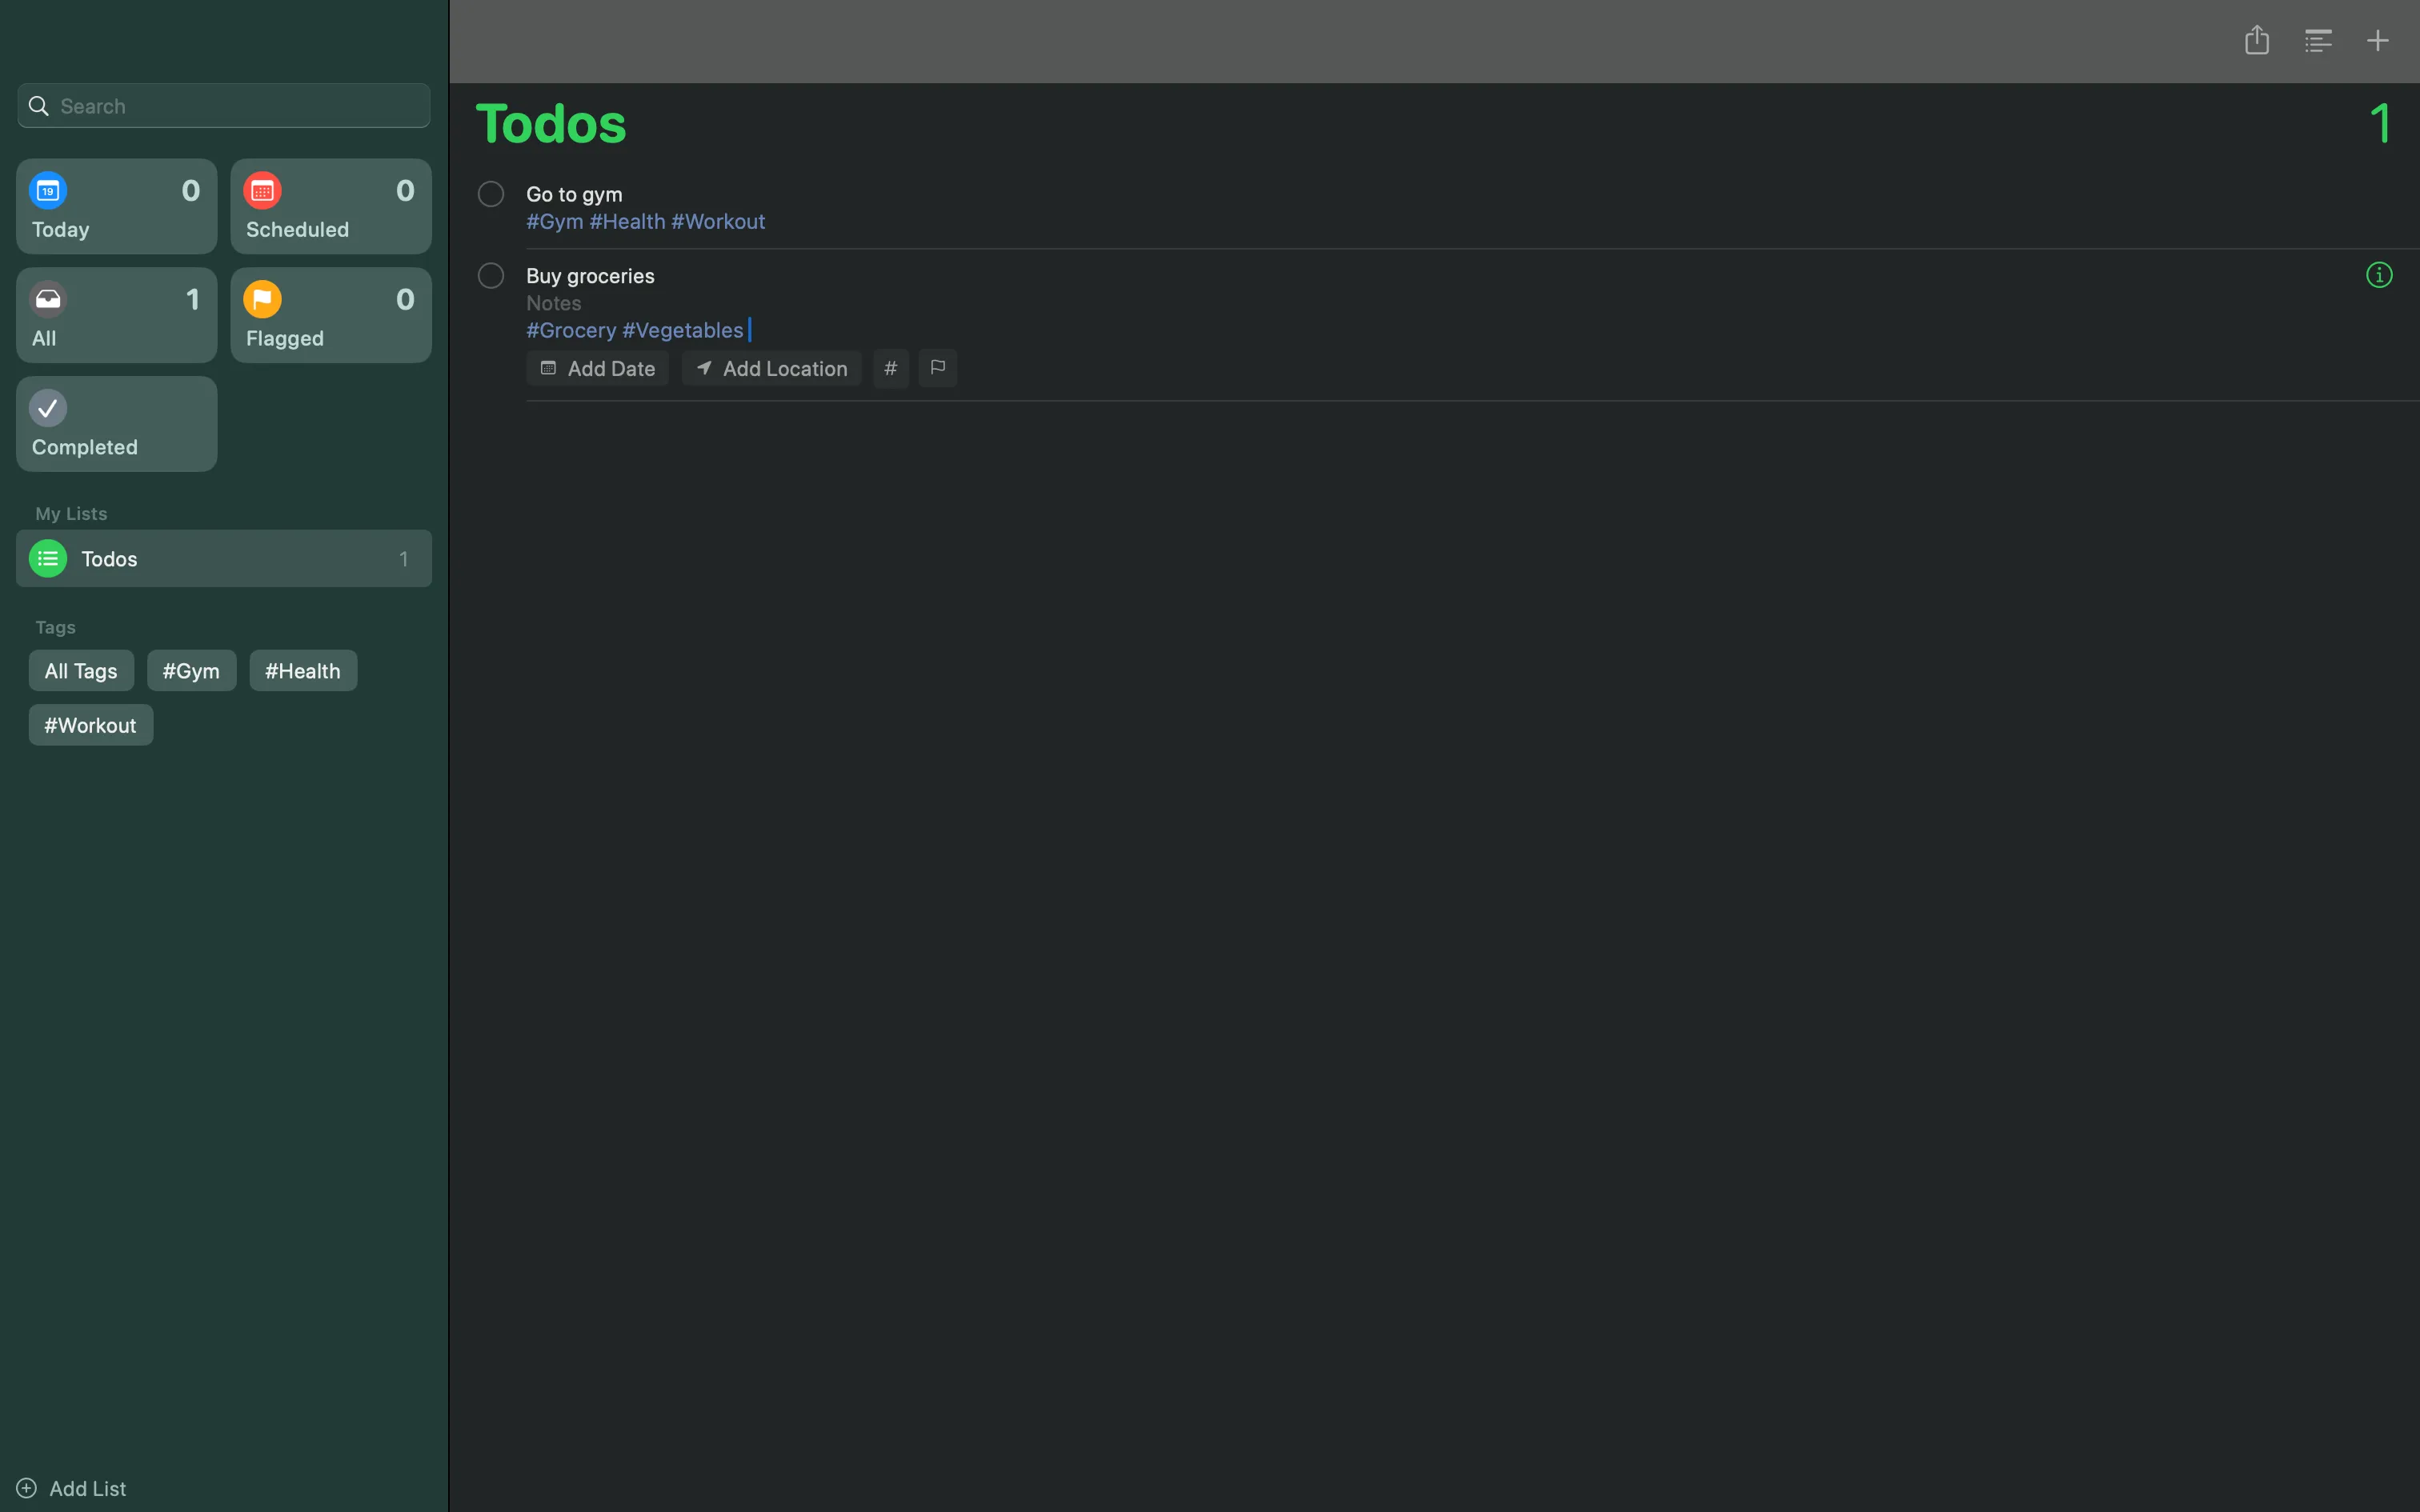 Search
19
0
Today
0
Scheduled
1
All
0
Flagged
Completed
My Lists
Todos 1
Tags
All Tags #Gym #Health
#Workout
Add List
Todos 1
Go to gym
#Gym #Health #Workout
Buy groceries
Notes
#Grocery #Vegetables
Add Date Add Location #